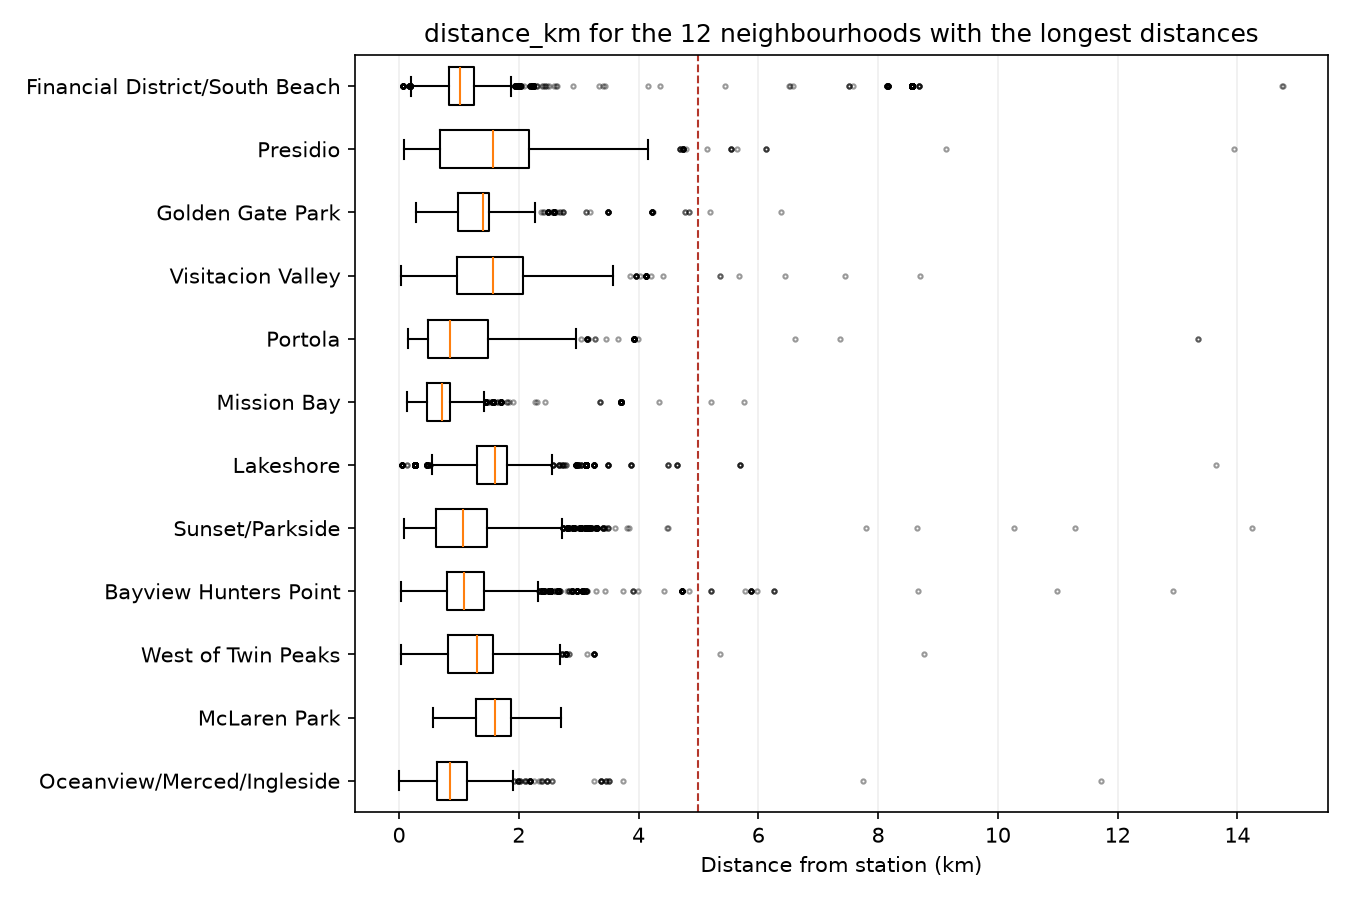 distance_km for the 12 neighbourhoods with the longest distances
Financial District/South Beach
Presidio
Golden Gate Park
Visitacion Valley
Portola
Mission Bay
Lakeshore
Sunset/Parkside
Bayview Hunters Point
West of Twin Peaks
McLaren Park
Oceanview/Merced/Ingleside
0 2 4 6 8 10 12 14
Distance from station (km)